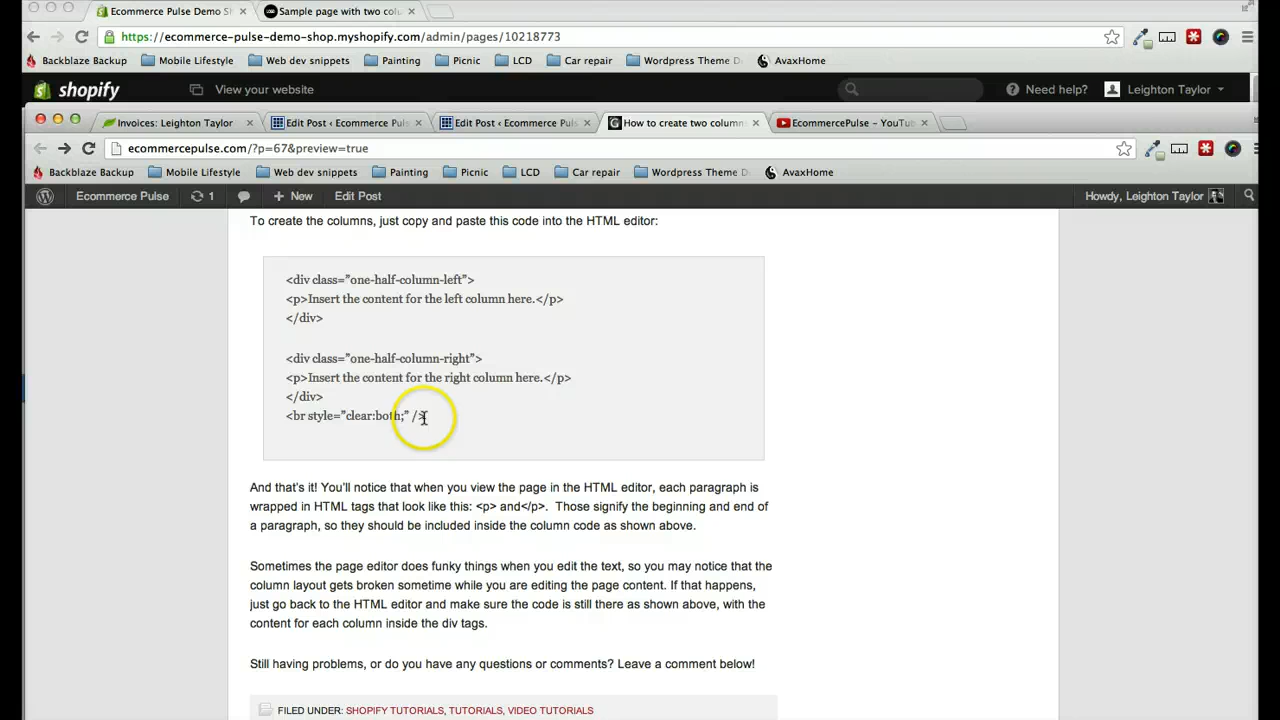 Ecommerce Pulse Demo S
Sample page with two col
https://ecommerce-pulse-demo-shop.myshopify.com/admin/pages/10218773
Backblaze Backup Mobile Lifestyle Web dev snippets Painting Picnic LCD Car repair Wordpress Theme D AvaxHome
shopify View your website Need help? Leighton Taylor
Invoices: Leighton Taylor Edit Post ‹ Ecommerce Pul Edit Post ‹ Ecommerce Pul How to create two column EcommercePulse – YouTu
ecommercepulse.com/?p=67&preview=true
Backblaze Backup Mobile Lifestyle Web dev snippets Painting Picnic LCD Car repair Wordpress Theme D AvaxHome
Ecommerce Pulse 1 + New Edit Post Howdy, Leighton Taylor
To create the columns, just copy and paste this code into the HTML editor:
<div class="one-half-column-left">
<p>Insert the content for the left column here.</p>
</div>
<div class="one-half-column-right">
<p>Insert the content for the right column here.</p>
</div>
<br style="clear:both;" />
And that's it! You'll notice that when you view the page in the HTML editor, each paragraph is
wrapped in HTML tags that look like this: <p> and</p>. Those signify the beginning and end of
a paragraph, so they should be included inside the column code as shown above.
Sometimes the page editor does funky things when you edit the text, so you may notice that the
column layout gets broken sometime while you are editing the page content. If that happens,
just go back to the HTML editor and make sure the code is still there as shown above, with the
content for each column inside the div tags.
Still having problems, or do you have any questions or comments? Leave a comment below!
FILED UNDER: SHOPIFY TUTORIALS, TUTORIALS, VIDEO TUTORIALS